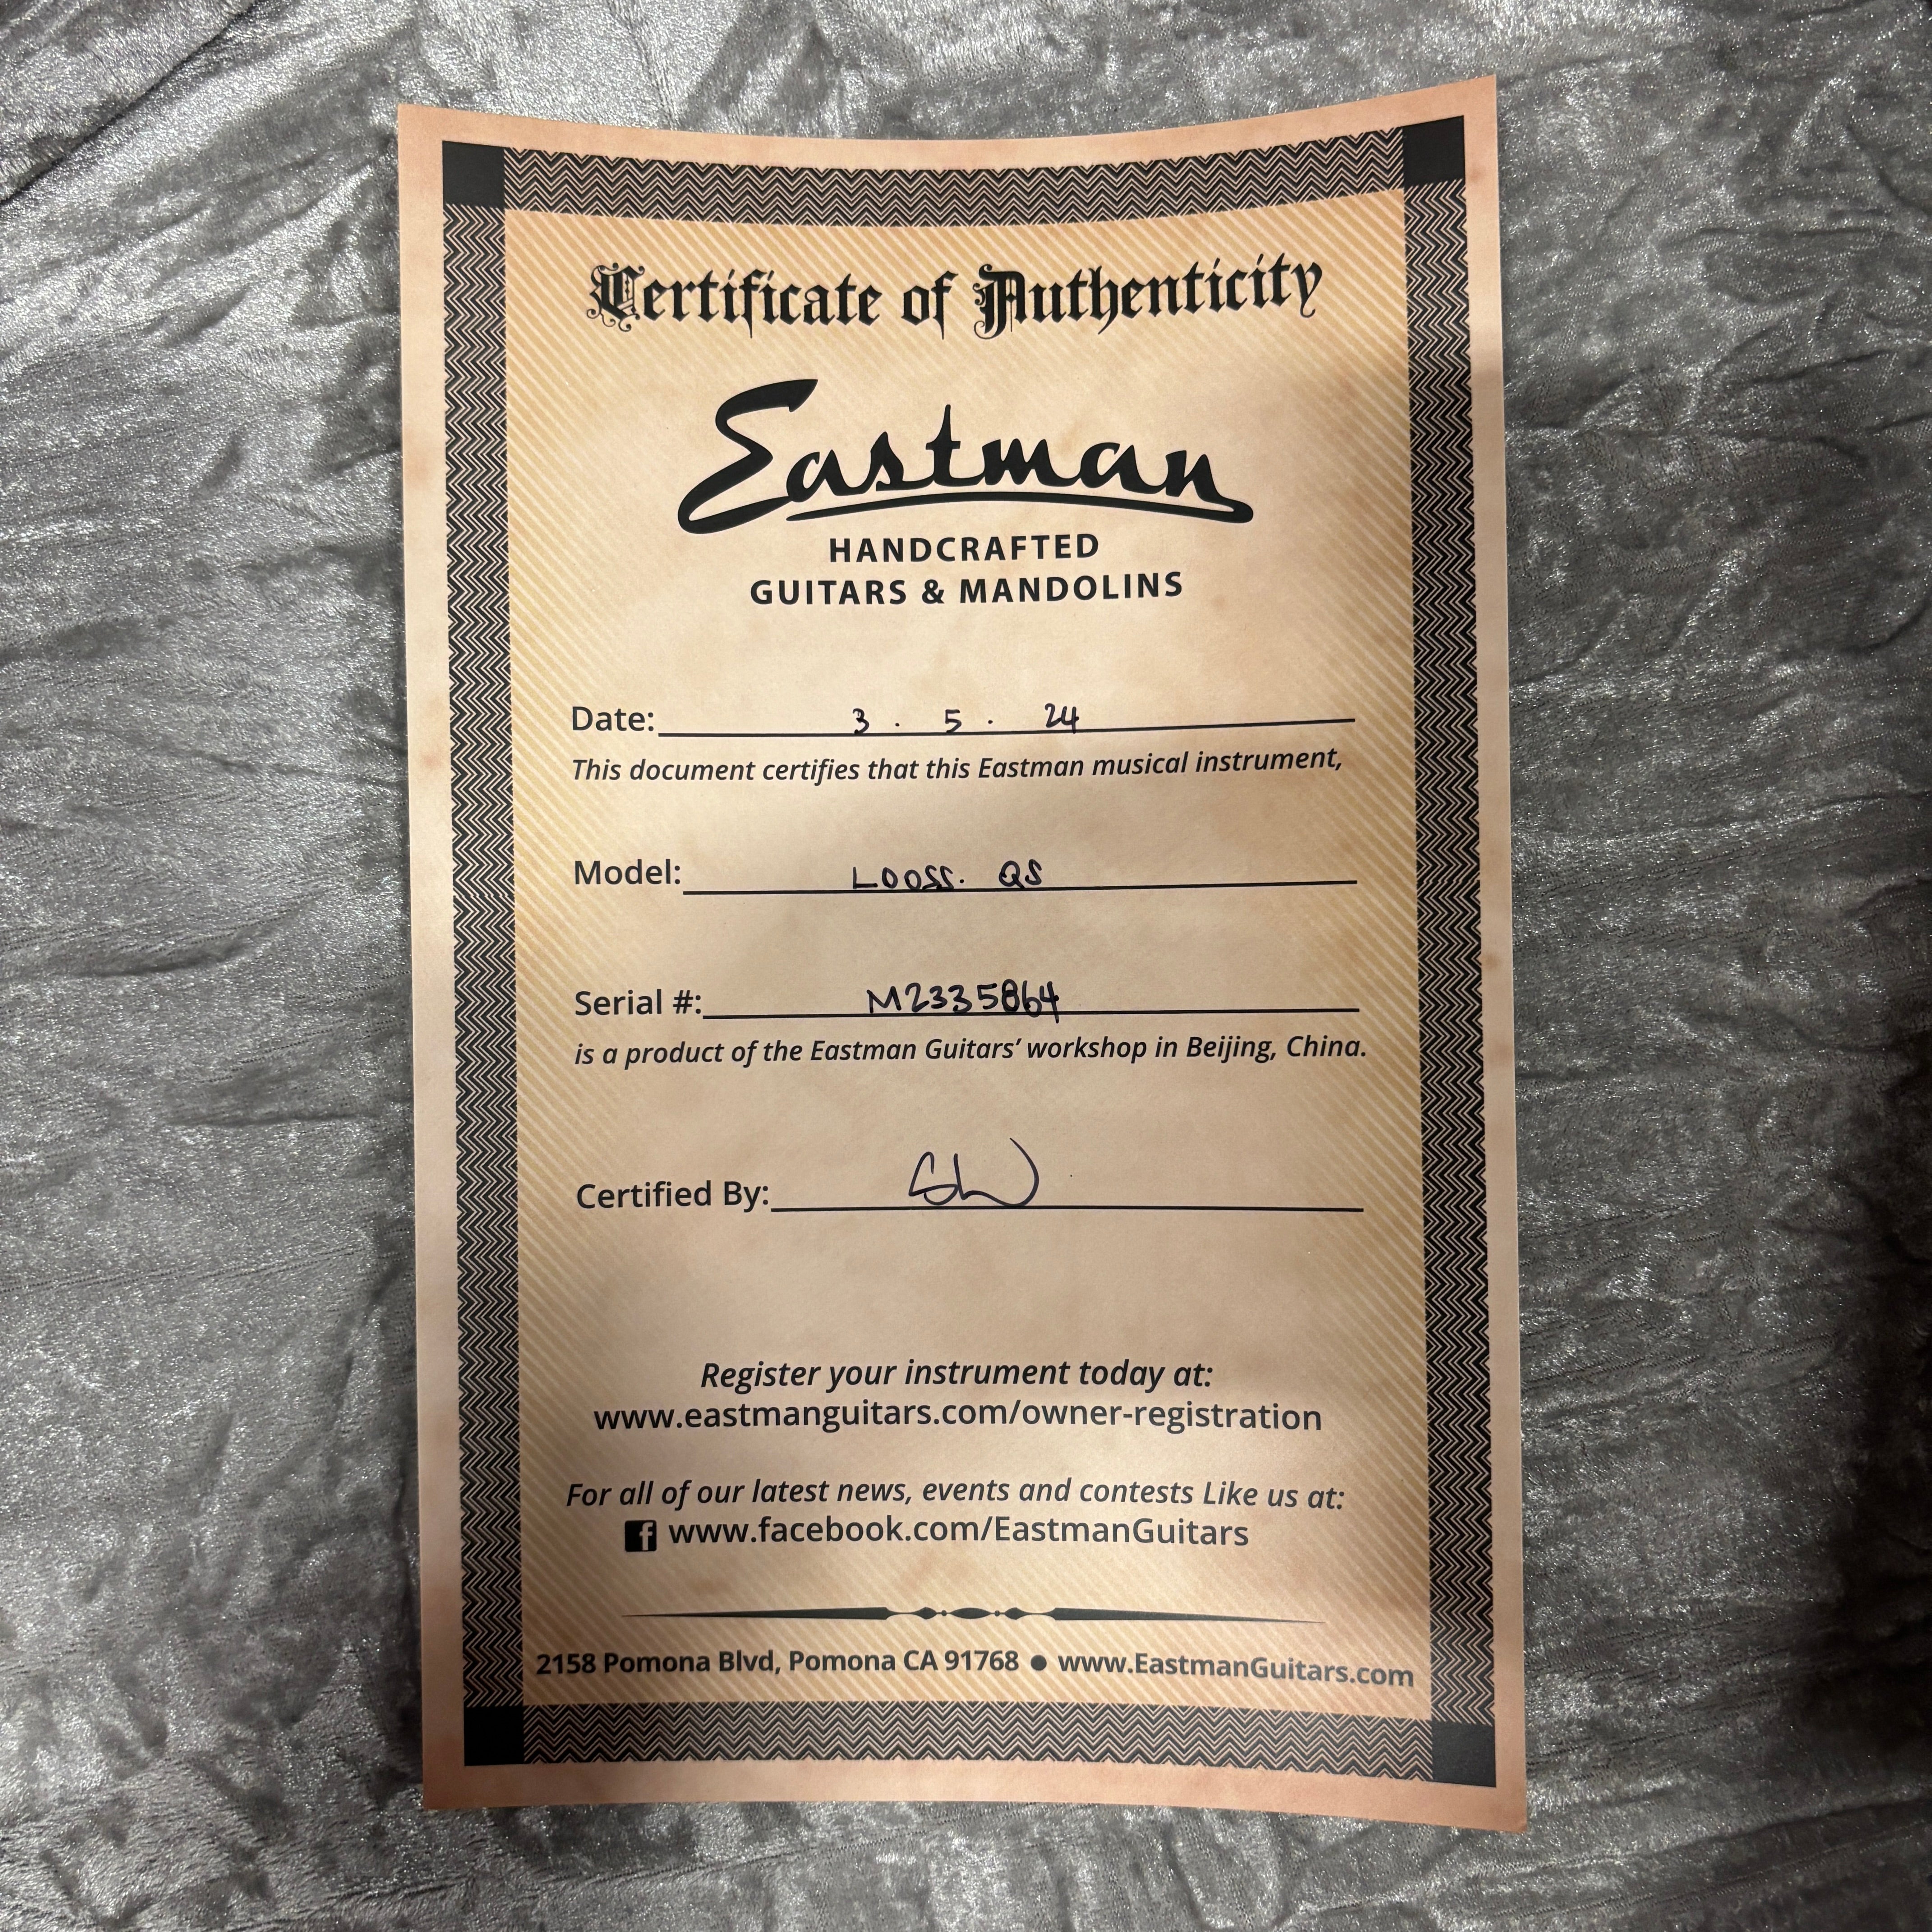 Certificate of Authenticity
Eastman
HANDCRAFTED
GUITARS & MANDOLINS
Date: 3 . 5 . 24
This document certifies that this Eastman musical instrument,
Model: L00SS. QS
Serial #: M2335864
is a product of the Eastman Guitars’ workshop in Beijing, China.
Certified By:
Register your instrument today at:
www.eastmanguitars.com/owner-registration
For all of our latest news, events and contests Like us at:
f www.facebook.com/EastmanGuitars
2158 Pomona Blvd, Pomona CA 91768 ● www.EastmanGuitars.com